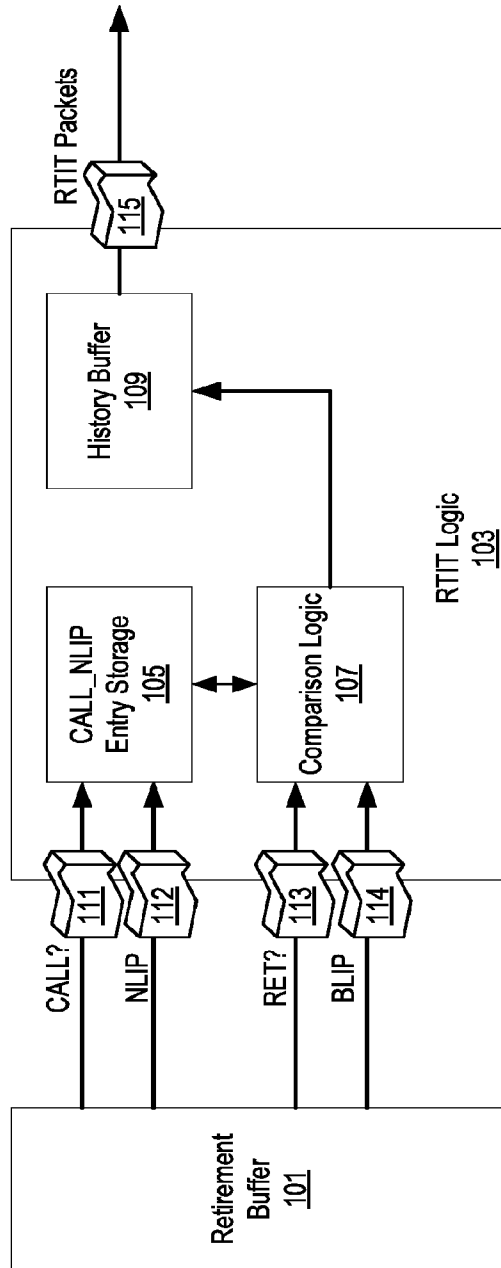 Retirement
Buffer
101
CALL?
111
NLIP
112
RET?
113
BLIP
114
CALL_NLIP
Entry Storage
105
Comparison Logic
107
History Buffer
109
RTIT Logic
103
115
RTIT Packets